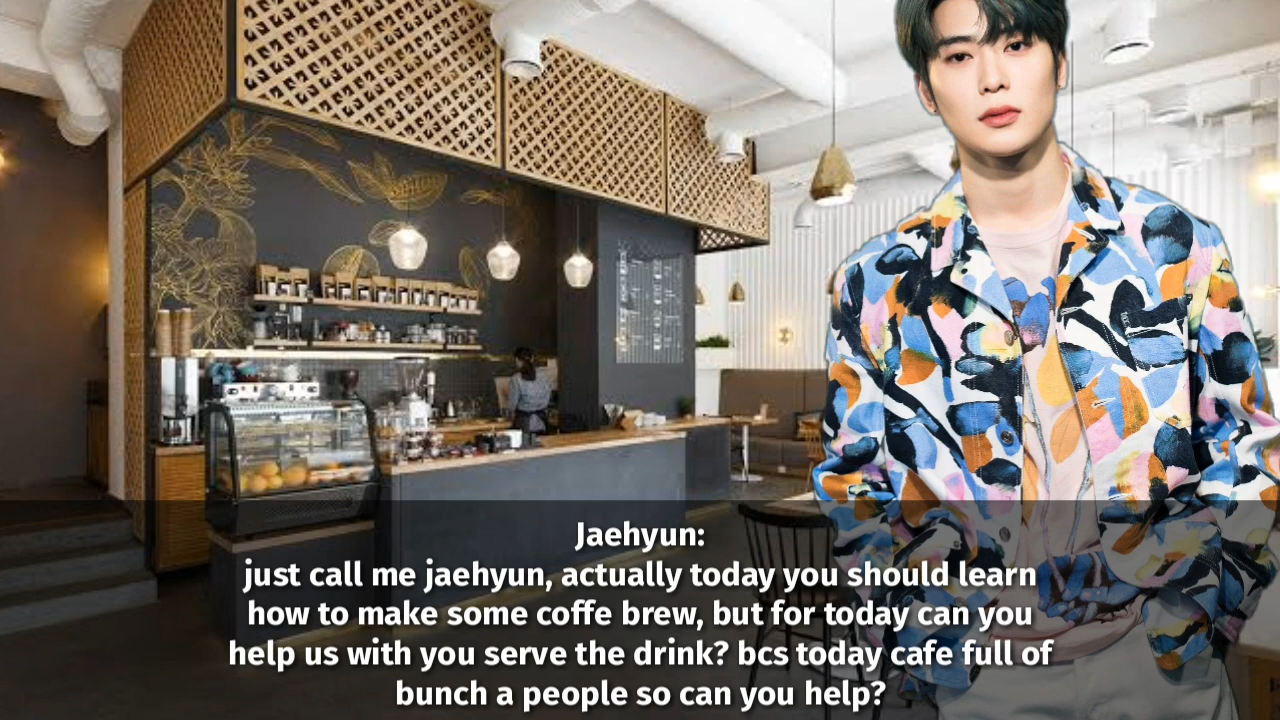 Jaehyun:
just call me jaehyun, actually today you should learn
how to make some coffe brew, but for today can you
help us with you serve the drink? bcs today cafe full of
bunch a people so can you help?